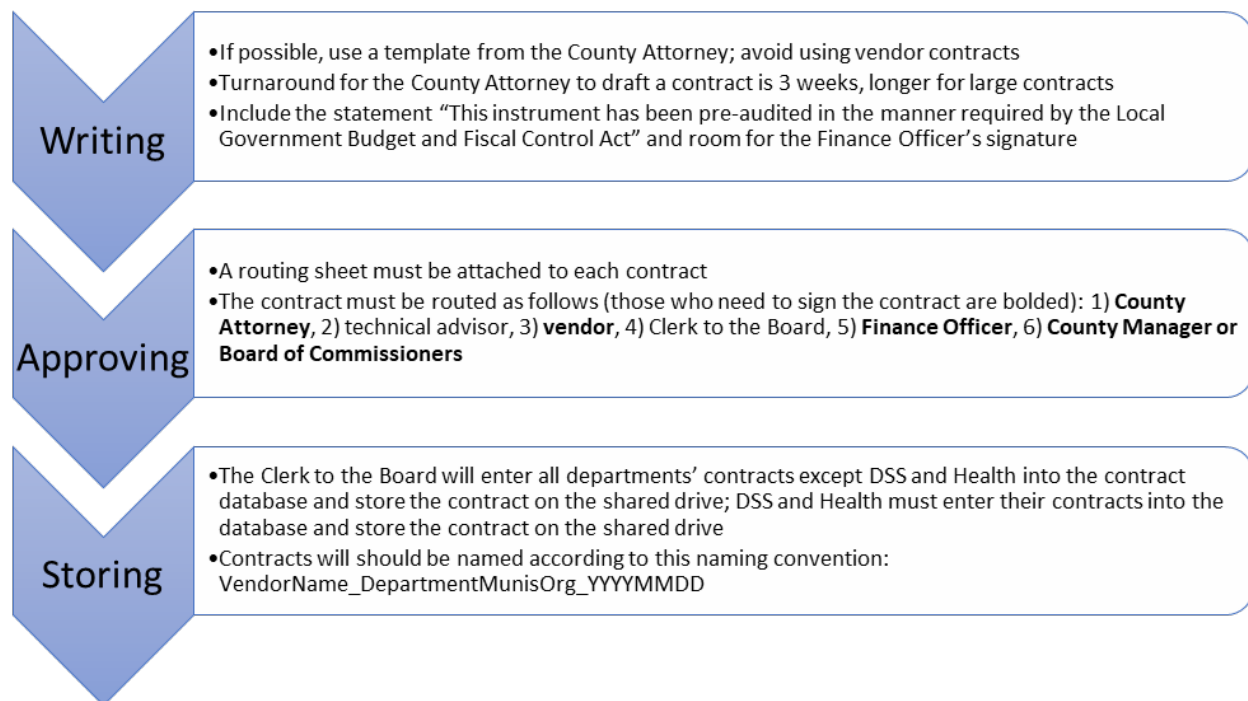 Writing
•If possible, use a template from the County Attorney; avoid using vendor contracts
•Turnaround for the County Attorney to draft a contract is 3 weeks, longer for large contracts
•Include the statement “This instrument has been pre-audited in the manner required by the Local
Government Budget and Fiscal Control Act” and room for the Finance Officer’s signature
Approving
•A routing sheet must be attached to each contract
•The contract must be routed as follows (those who need to sign the contract are bolded): 1) County
Attorney, 2) technical advisor, 3) vendor, 4) Clerk to the Board, 5) Finance Officer, 6) County Manager or
Board of Commissioners
Storing
•The Clerk to the Board will enter all departments’ contracts except DSS and Health into the contract
database and store the contract on the shared drive; DSS and Health must enter their contracts into the
database and store the contract on the shared drive
•Contracts will should be named according to this naming convention:
VendorName_DepartmentMunisOrg_YYYYMMDD